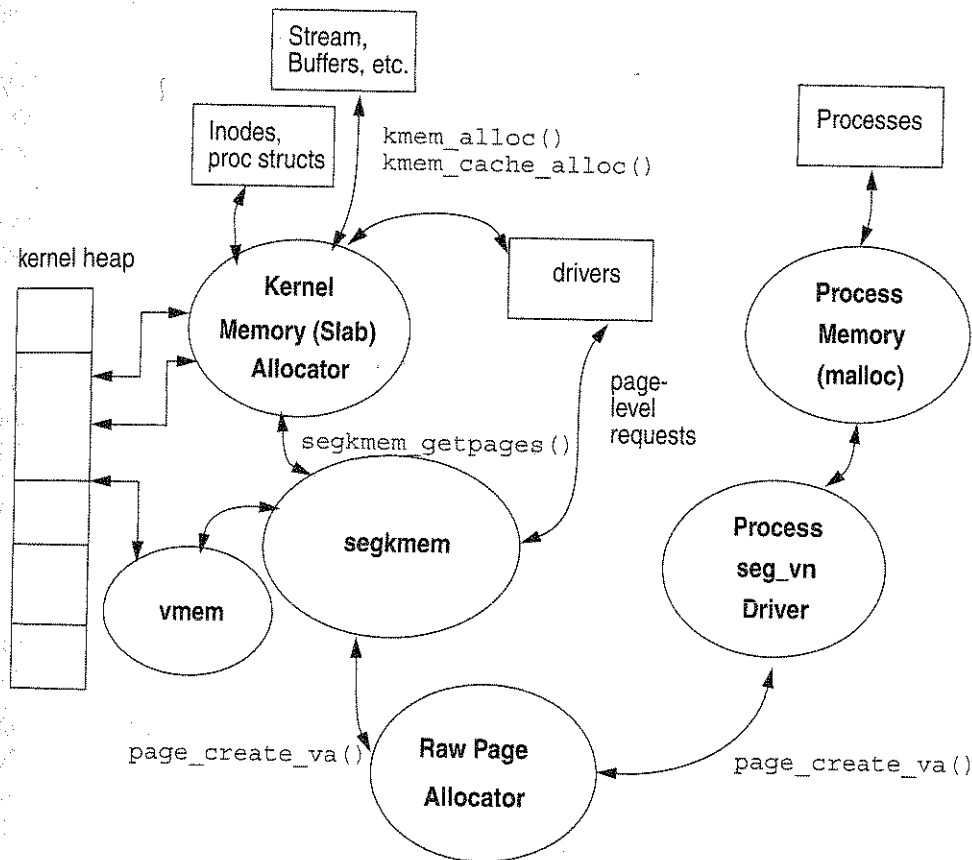 Stream,
Buffers, etc.
Inodes,
proc structs
kmem_alloc()
kmem_cache_alloc()
Processes
kernel heap
Kernel
Memory (Slab)
Allocator
drivers
Process
Memory
(malloc)
page-
level
requests
segkmem_getpages()
segkmem
vmem
Process
seg_vn
Driver
page_create_va()
Raw Page
Allocator
page_create_va()